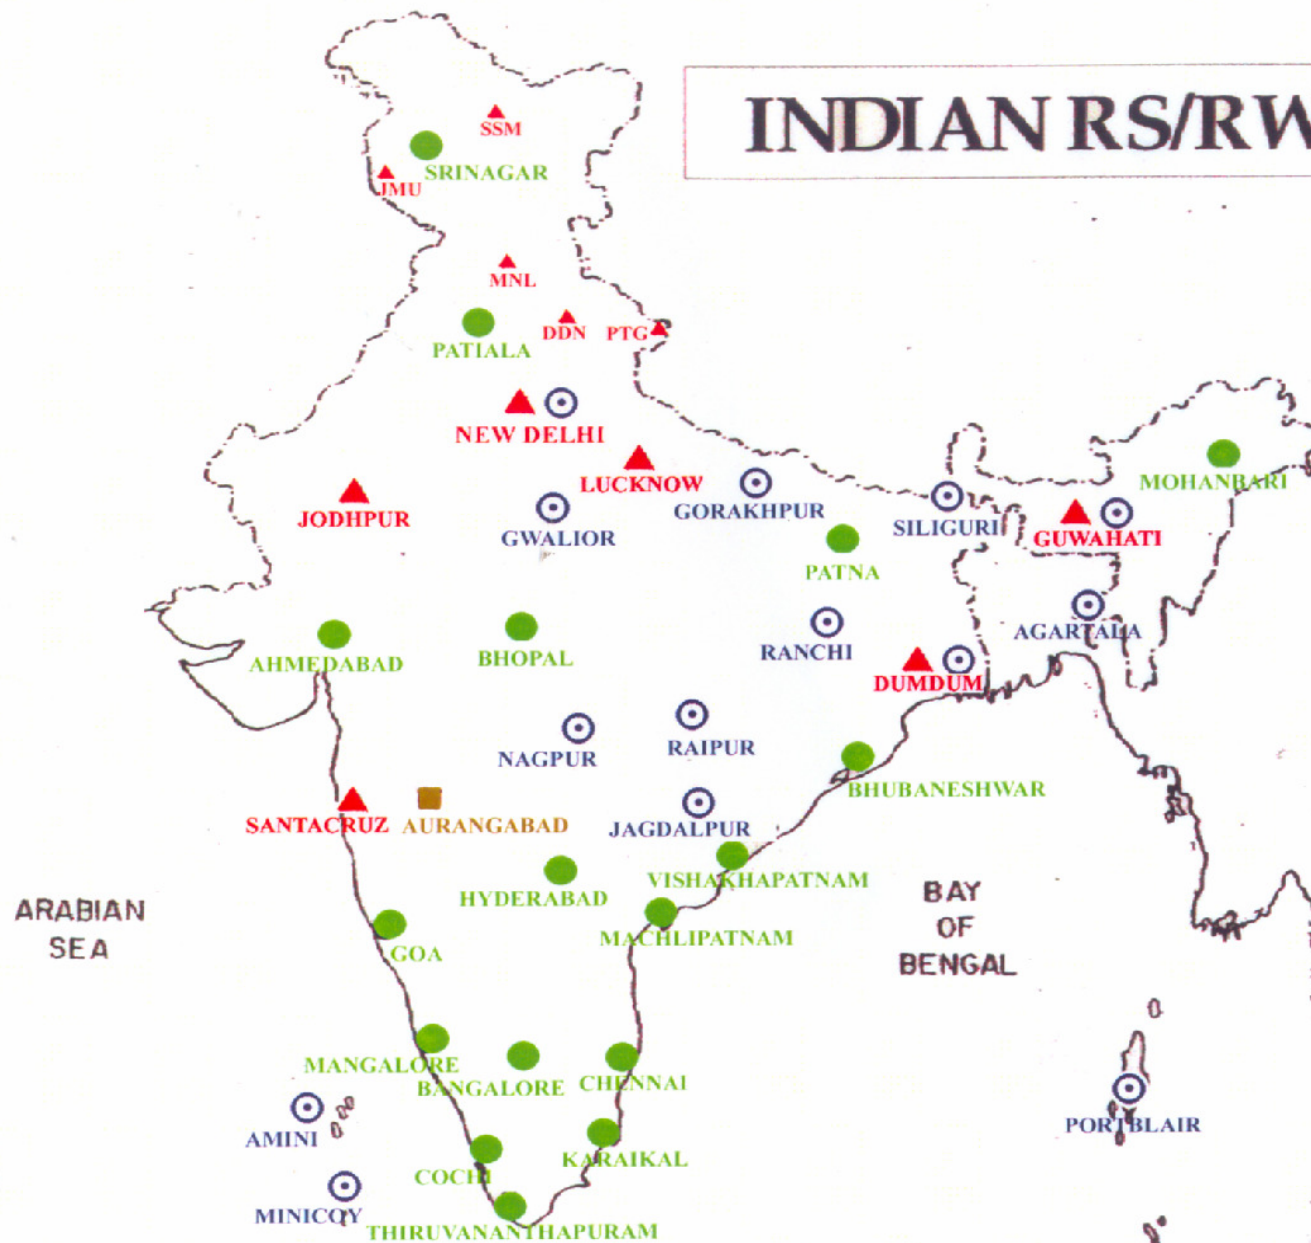 INDIAN RS/RW
SSM
SRINAGAR
JMU
MNL
DDN
PTG
PATIALA
NEW DELHI
LUCKNOW
MOHANBARI
JODHPUR
GORAKHPUR
SILIGURI
GWALIOR
GUWAHATI
PATNA
AGARTALA
RANCHI
AHMEDABAD
BHOPAL
DUMDUM
NAGPUR
RAIPUR
BHUBANESHWAR
SANTACRUZ
AURANGABAD
JAGDALPUR
VISHAKHAPATNAM
HYDERABAD
MACHLIPATNAM
GOA
ARABIAN
SEA
BAY
OF
BENGAL
MANGALORE
BANGALORE
CHENNAI
AMINI
PORTBLAIR
KARAIKAL
COCHI
MINICOY
THIRUVANANTHAPURAM